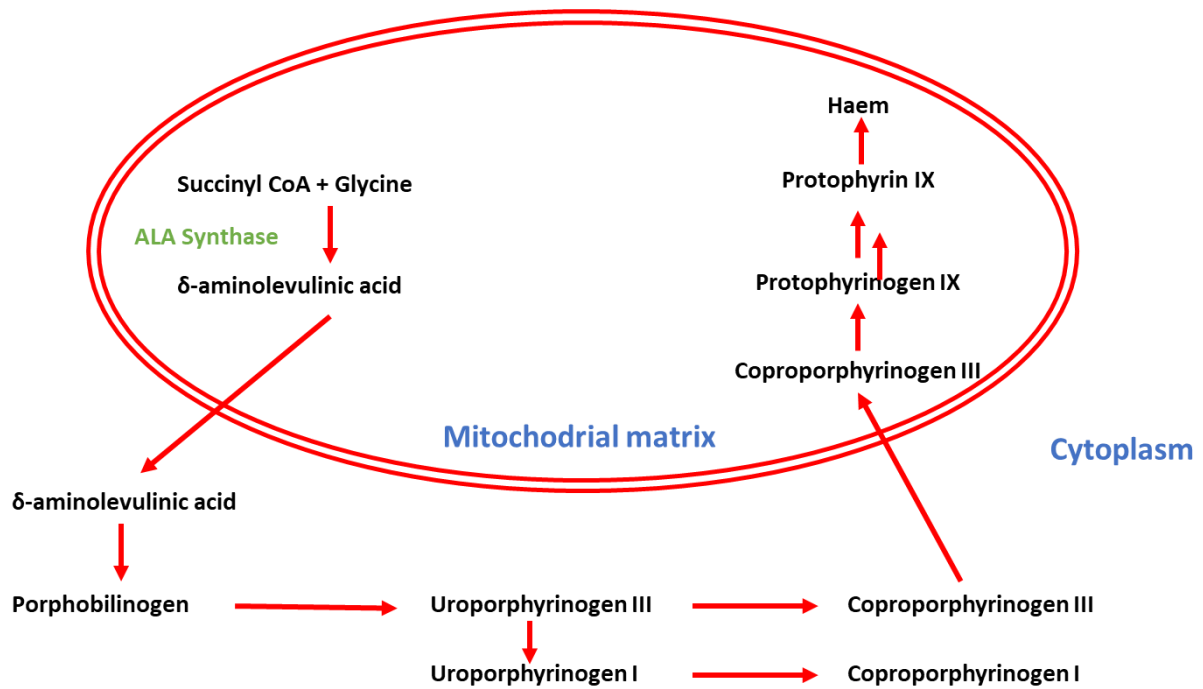 Haem
Succinyl CoA + Glycine
Protophyrin IX
ALA Synthase
δ-aminolevulinic acid
Protophyrinogen IX
Coproporphyrinogen III
Mitochodrial matrix
Cytoplasm
δ-aminolevulinic acid
Porphobilinogen
Uroporphyrinogen III
Coproporphyrinogen III
Uroporphyrinogen I
Coproporphyrinogen I